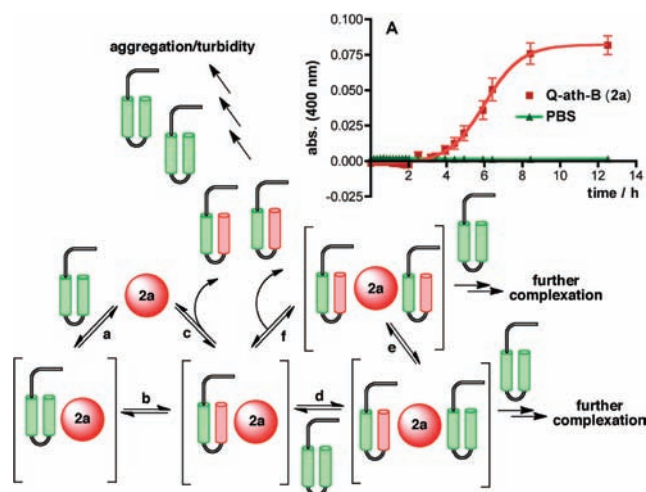 aggregation/turbidity
A
abs. (400 nm)
0.100
0.075
0.050
0.025
0.000
-0.025
Q-ath-B (2a)
PBS
0 2 4 6 8 10 12 14
time / h
2a
a
c
f
further
complexation
2a
e
2a
b
2a
d
2a
further
complexation